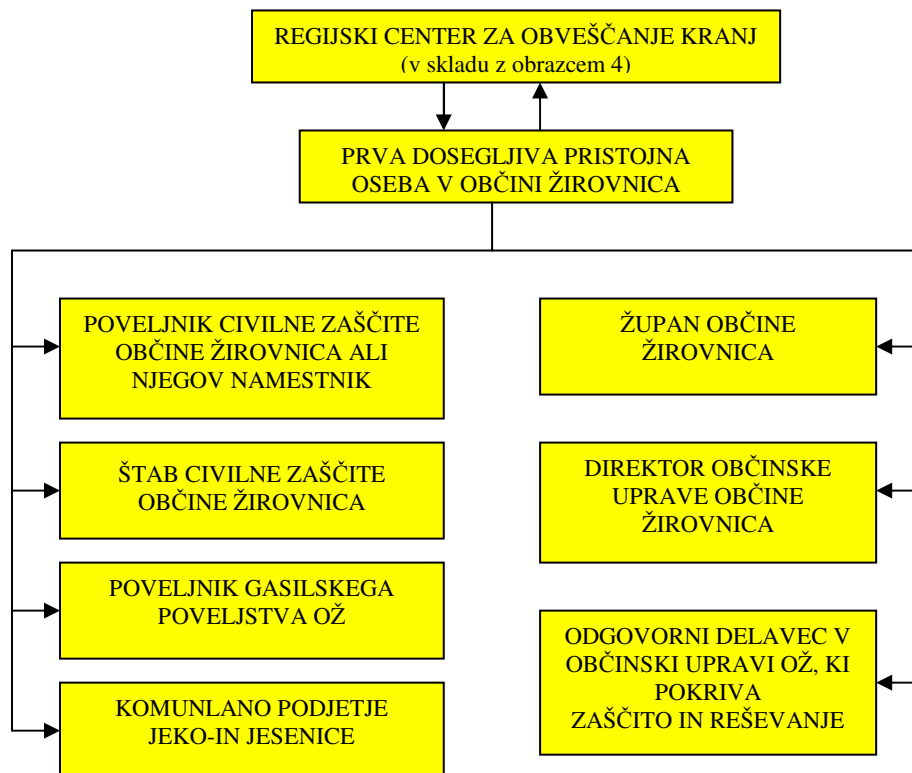 REGIJSKI CENTER ZA OBVEŠČANJE KRANJ
(v skladu z obrazcem 4)
PRVA DOSEGLJIVA PRISTOJNA
OSEBA V OBČINI ŽIROVNICA
POVELJNIK CIVILNE ZAŠČITE
OBČINE ŽIROVNICA ALI
NJEGOV NAMESTNIK
ŠTAB CIVILNE ZAŠČITE
OBČINE ŽIROVNICA
POVELJNIK GASILSKEGA
POVELJSTVA OŽ
KOMUNLANO PODJETJE
JEKO-IN JESENICE
ŽUPAN OBČINE
ŽIROVNICA
DIREKTOR OBČINSKE
UPRAVE OBČINE
ŽIROVNICA
ODGOVORNI DELAVEC V
OBČINSKI UPRAVI OŽ, KI
POKRIVA
ZAŠČITO IN REŠEVANJE